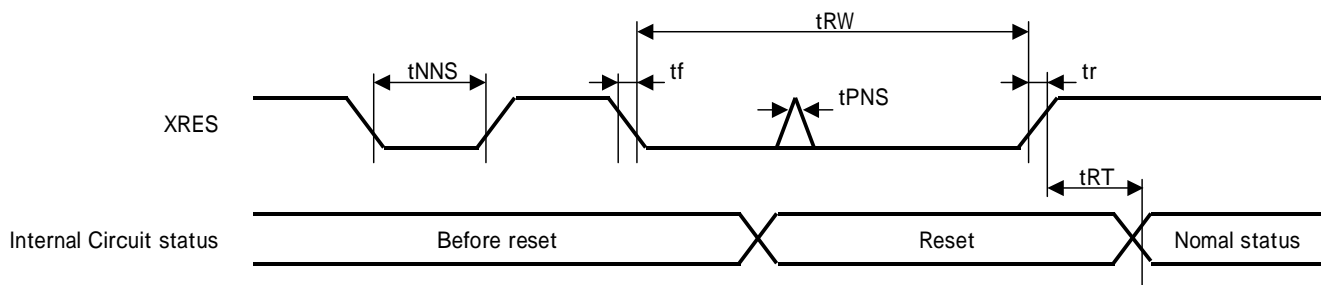 tRW
tNNS
tf
tr
tPNS
XRES
tRT
Internal Circuit status
Before reset
Reset
Nomal status